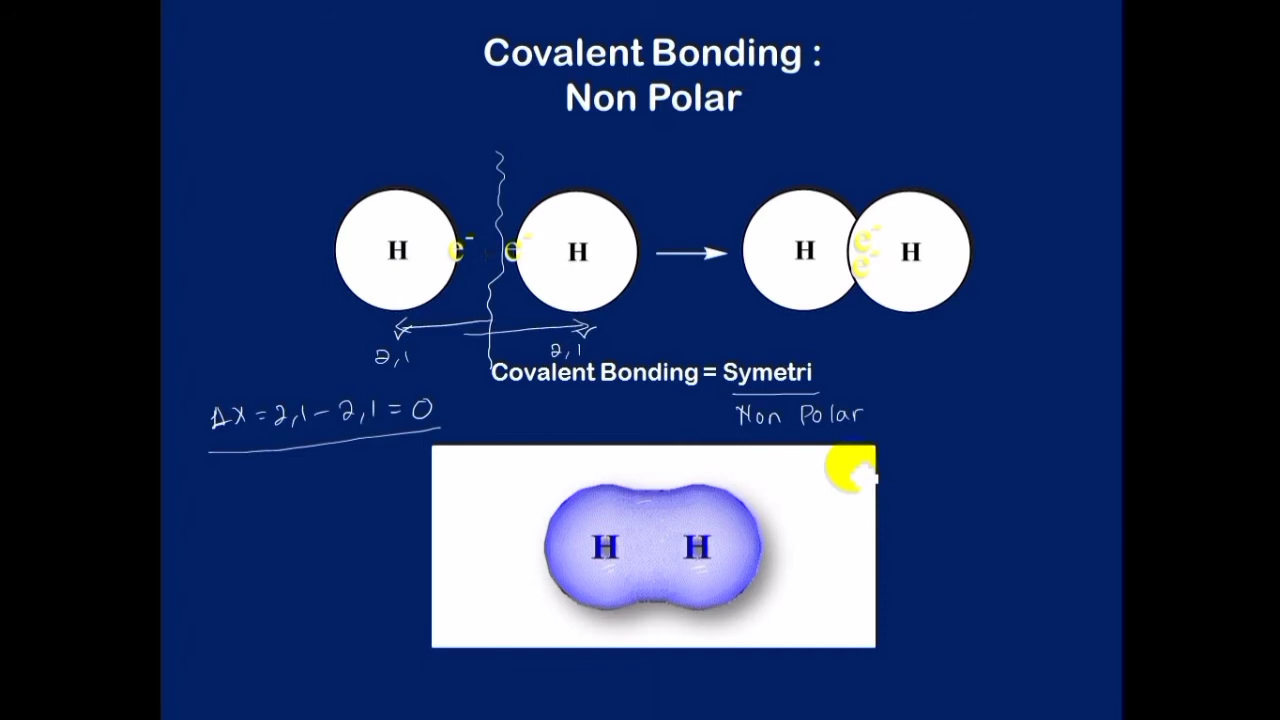 Covalent Bonding :
Non Polar
H e⁻ e⁻ H H e⁻ H
e⁻
2,1 2,1
Covalent Bonding = Symetri
ΔX = 2,1 - 2,1 = 0 Non Polar
H H